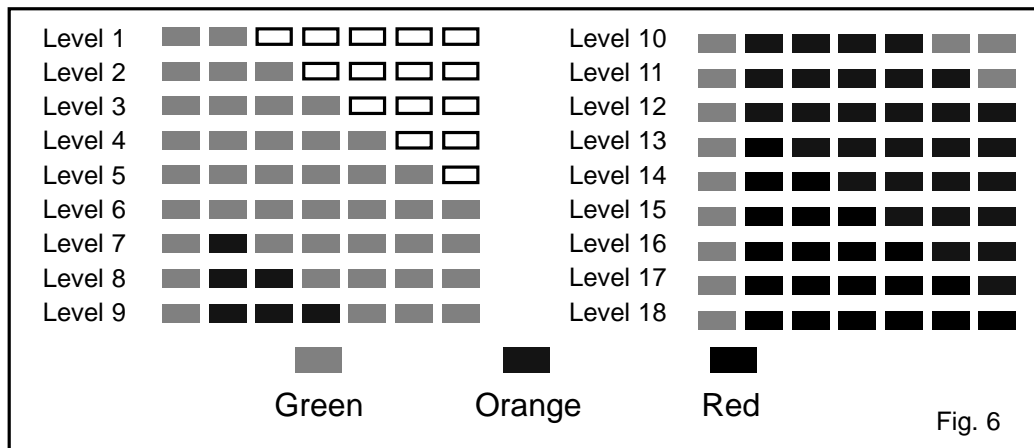 Level 1
Level 2
Level 3
Level 4
Level 5
Level 6
Level 7
Level 8
Level 9
Level 10
Level 11
Level 12
Level 13
Level 14
Level 15
Level 16
Level 17
Level 18
Green
Orange
Red
Fig. 6